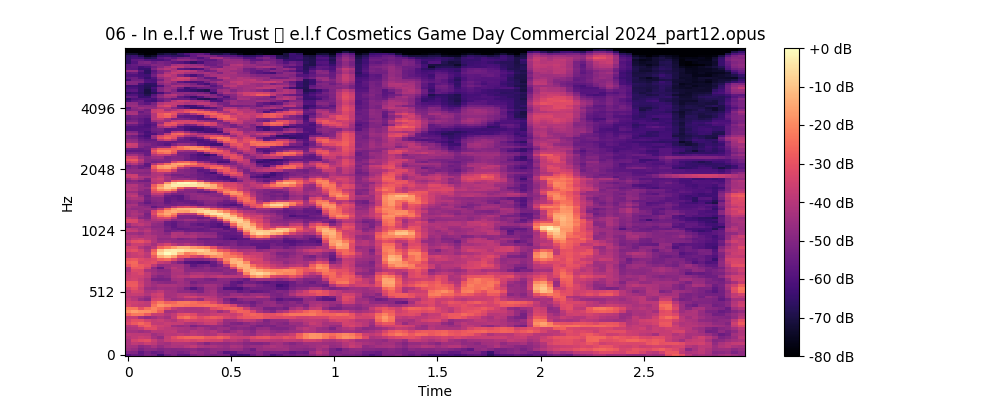 06 - In e.l.f we Trust ▯ e.l.f Cosmetics Game Day Commercial 2024_part12.opus
+0 dB
-10 dB
-20 dB
-30 dB
-40 dB
-50 dB
-60 dB
-70 dB
-80 dB
4096
2048
1024
512
0
Hz
0
0.5
1
1.5
2
2.5
Time